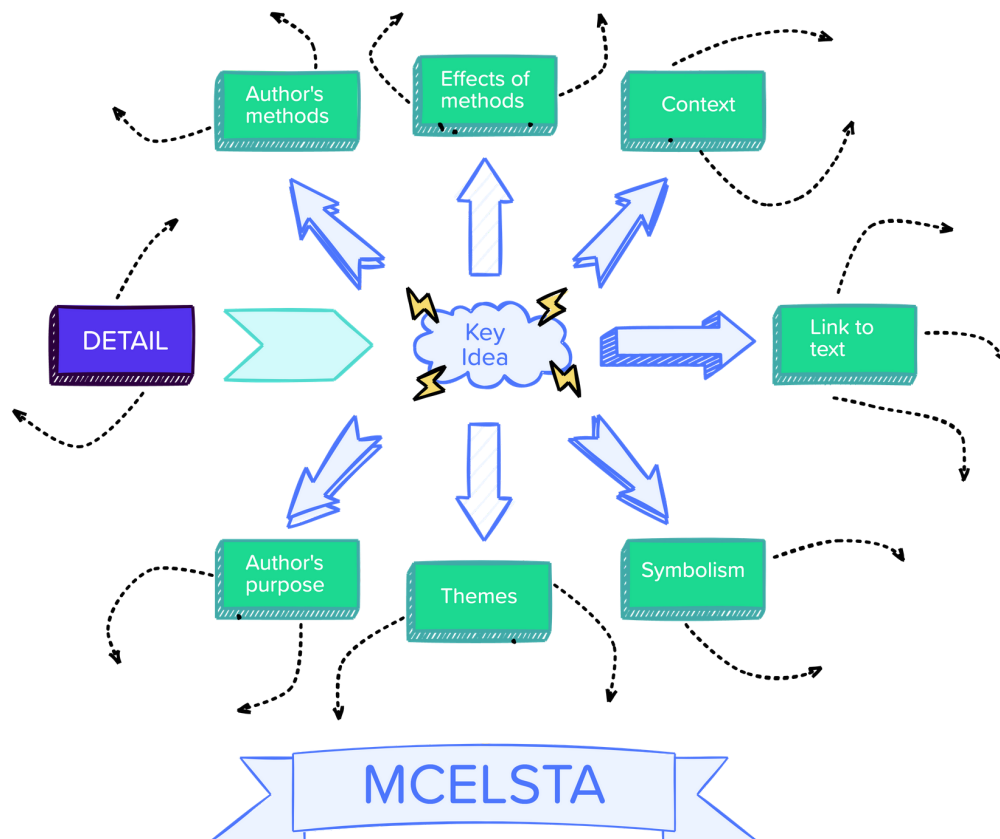 Author's
methods
Effects of
methods
Context
DETAIL
Key
Idea
Link to
text
Author's
purpose
Themes
Symbolism
MCELSTA